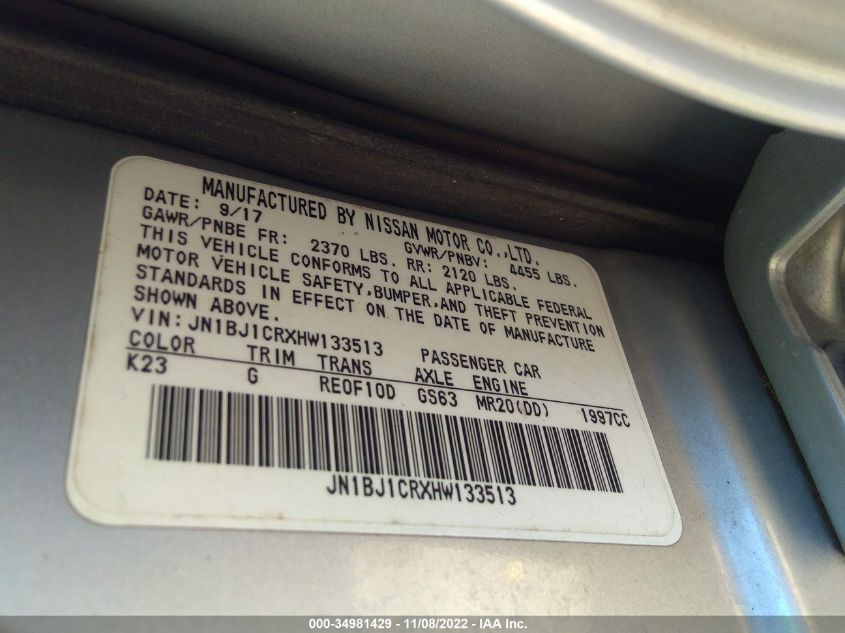 MANUFACTURED BY NISSAN MOTOR CO.,LTD.
DATE: 9/17 GVWR/PNBV: 4455 LBS.
GAWR/PNBE FR: 2370 LBS. RR: 2120 LBS.
THIS VEHICLE CONFORMS TO ALL APPLICABLE FEDERAL
MOTOR VEHICLE SAFETY,BUMPER,AND THEFT PREVENTION
STANDARDS IN EFFECT ON THE DATE OF MANUFACTURE
SHOWN ABOVE.
VIN:JN1BJ1CRXHW133513 PASSENGER CAR
COLOR TRIM TRANS AXLE ENGINE
K23 G RE0F10D GS63 MR20(DD) 1997CC
JN1BJ1CRXHW133513
000-34981429 - 11/08/2022 - IAA Inc.